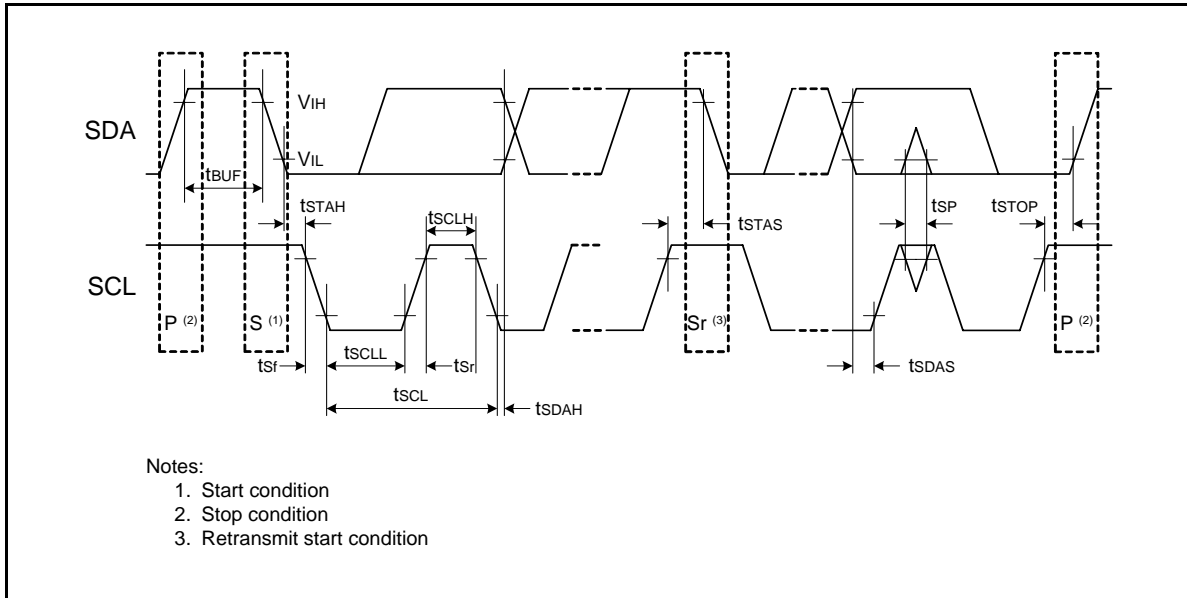 VIH
SDA
VIL
tBUF
tSTAH
tSCLH
tSTAS
tSP
tSTOP
SCL
P (2)
S (1)
Sr (3)
P (2)
tSf
tSCLL
tSr
tSDAS
tSCL
tSDAH
Notes:
1. Start condition
2. Stop condition
3. Retransmit start condition